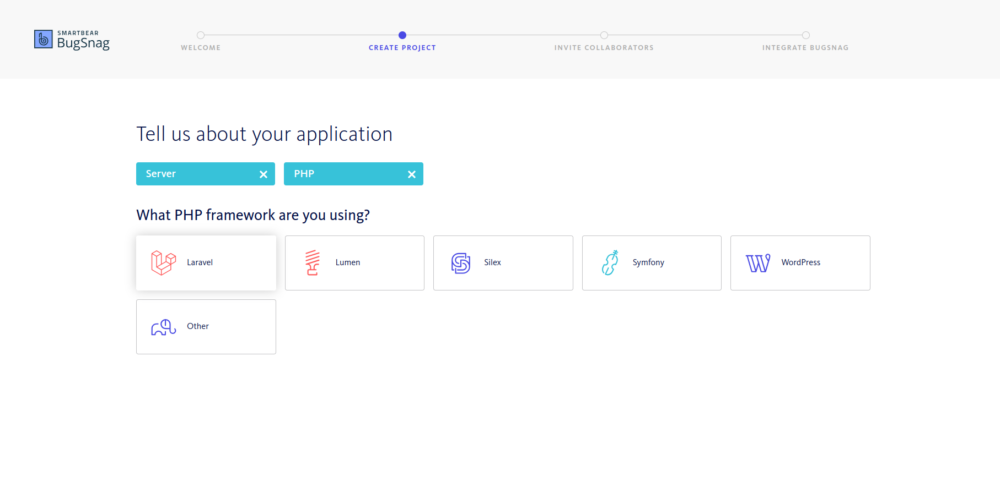 SMARTBEAR
BugSnag
WELCOME
CREATE PROJECT
INVITE COLLABORATORS
INTEGRATE BUGSNAG
Tell us about your application
Server
PHP
What PHP framework are you using?
Laravel
Lumen
Silex
Symfony
WordPress
Other